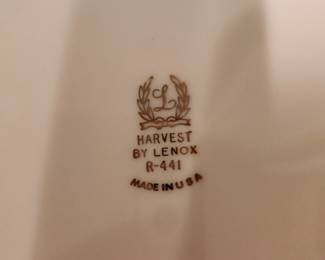 L
HARVEST
BY LENOX
R-441
MADE IN USA